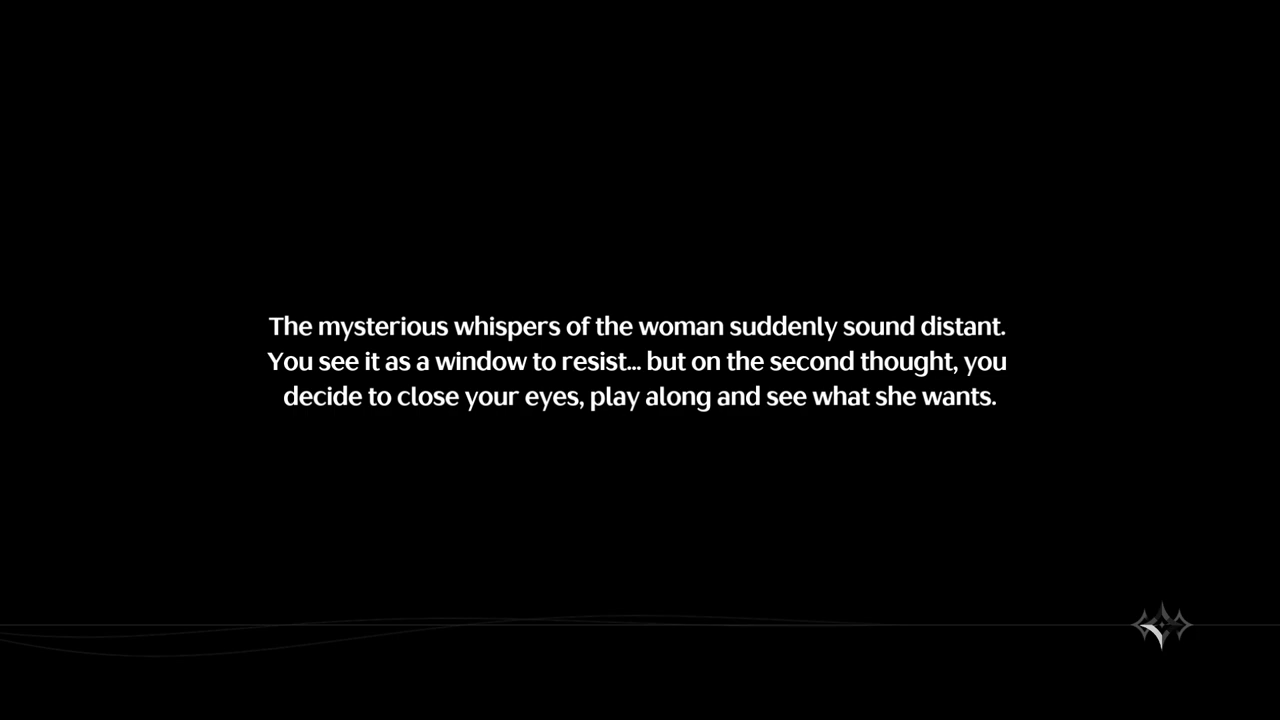 The mysterious whispers of the woman suddenly sound distant.
You see it as a window to resist... but on the second thought, you
decide to close your eyes, play along and see what she wants.